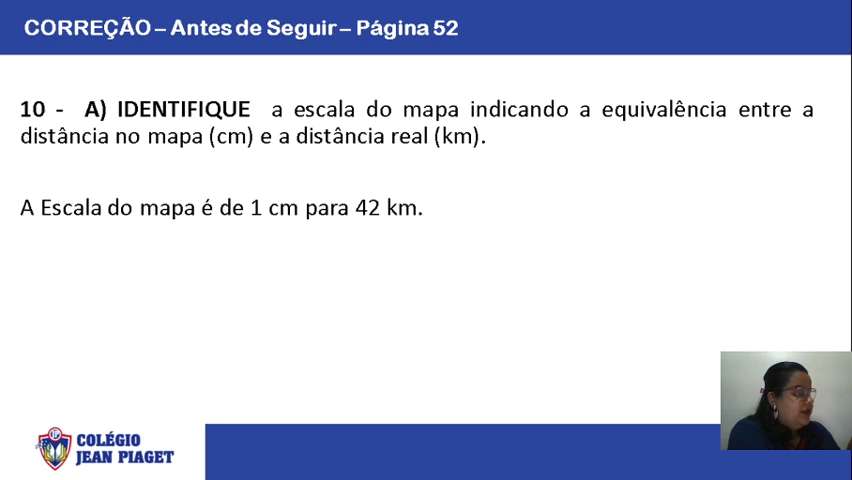 CORREÇÃO – Antes de Seguir – Página 52
10 - A) IDENTIFIQUE a escala do mapa indicando a equivalência entre a
distância no mapa (cm) e a distância real (km).
A Escala do mapa é de 1 cm para 42 km.
COLÉGIO
JEAN PIAGET